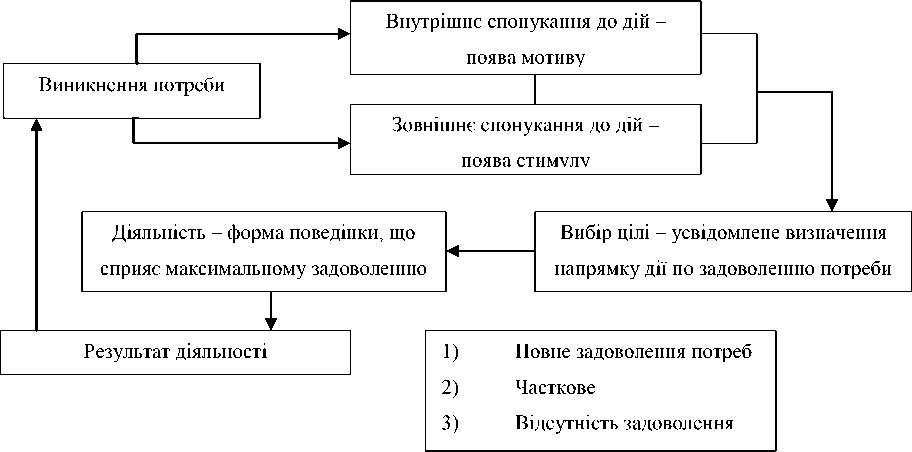 Внутрішнє спонукання до дій –
поява мотиву
Виникнення потреби
Зовнішнє спонукання до дій –
поява стимулу
Діяльність – форма поведінки, що
сприяє максимальному задоволенню
Вибір цілі – усвідомлене визначення
напрямку дії по задоволенню потреби
Результат діяльності
1) Повне задоволення потреб
2) Часткове
3) Відсутність задоволення